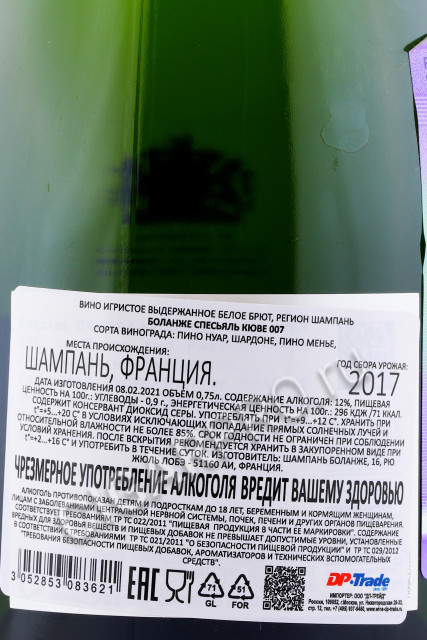 ВИНО ИГРИСТОЕ ВЫДЕРЖАННОЕ БЕЛОЕ БРЮТ, РЕГИОН ШАМПАНЬ
БОЛАНЖЕ СПЕСЬЯЛЬ КЮВЕ 007
СОРТА ВИНОГРАДА: ПИНО НУАР, ШАРДОНЕ, ПИНО МЕНЬЕ,
МЕСТА ПРОИСХОЖДЕНИЯ:
ШАМПАНЬ, ФРАНЦИЯ.
ГОД СБОРА УРОЖАЯ:
2017
ДАТА ИЗГОТОВЛЕНИЯ 08.02.2021 ОБЪЁМ 0,75л. СОДЕРЖАНИЕ АЛКОГОЛЯ: 12%. ПИЩЕВАЯ
ЦЕННОСТЬ НА 100г.: УГЛЕВОДЫ - 0,9 г., ЭНЕРГЕТИЧЕСКАЯ ЦЕННОСТЬ НА 100г.: 296 КДЖ /71 ККАЛ.
СОДЕРЖИТ КОНСЕРВАНТ ДИОКСИД СЕРЫ. УПОТРЕБЛЯТЬ ПРИ t°=+9...+12 С°. ХРАНИТЬ ПРИ
t°=+5...+20 С° В УСЛОВИЯХ ИСКЛЮЧАЮЩИХ ПОПАДАНИЕ ПРЯМЫХ СОЛНЕЧНЫХ ЛУЧЕЙ И
ОТНОСИТЕЛЬНОЙ ВЛАЖНОСТИ НЕ БОЛЕЕ 85%. СРОК ГОДНОСТИ НЕ ОГРАНИЧЕН ПРИ СОБЛЮДЕНИИ
УСЛОВИЙ ХРАНЕНИЯ. ПОСЛЕ ВСКРЫТИЯ РЕКОМЕНДУЕТСЯ ХРАНИТЬ В ЗАКУПОРЕННОМ ВИДЕ ПРИ
t°=+2...+16 С° И УПОТРЕБИТЬ В ТЕЧЕНИЕ СУТОК. ИЗГОТОВИТЕЛЬ: ШАМПАНЬ БОЛАНЖЕ, 16, РЮ
ЖЮЛЬ ЛОБЭ - 51160 АИ, ФРАНЦИЯ.
ЧРЕЗМЕРНОЕ УПОТРЕБЛЕНИЕ АЛКОГОЛЯ ВРЕДИТ ВАШЕМУ ЗДОРОВЬЮ
АЛКОГОЛЬ ПРОТИВОПОКАЗАН ДЕТЯМ И ПОДРОСТКАМ ДО 18 ЛЕТ, БЕРЕМЕННЫМ И КОРМЯЩИМ ЖЕНЩИНАМ,
ЛИЦАМ С ЗАБОЛЕВАНИЯМИ ЦЕНТРАЛЬНОЙ НЕРВНОЙ СИСТЕМЫ, ПОЧЕК, ПЕЧЕНИ И ДРУГИХ ОРГАНОВ ПИЩЕВАРЕНИЯ.
СООТВЕТСТВУЕТ ТРЕБОВАНИЯМ ТР ТС 022/2011 "ПИЩЕВАЯ ПРОДУКЦИЯ В ЧАСТИ ЕЕ МАРКИРОВКИ". СОДЕРЖАНИЕ
ВРЕДНЫХ ДЛЯ ЗДОРОВЬЯ ВЕЩЕСТВ И ПИЩЕВЫХ ДОБАВОК НЕ ПРЕВЫШАЕТ ДОПУСТИМЫЕ УРОВНИ, УСТАНОВЛЕННЫЕ
ТРЕБОВАНИЯМИ ТР ТС 021/2011 "О БЕЗОПАСНОСТИ ПИЩЕВОЙ ПРОДУКЦИИ" И ТР ТС 029/2012
"ТРЕБОВАНИЯ БЕЗОПАСНОСТИ ПИЩЕВЫХ ДОБАВОК, АРОМАТИЗАТОРОВ И ТЕХНИЧЕСКИХ ВСПОМОГАТЕЛЬНЫХ
СРЕДСТВ"
3 052853 083621
EAC
71
GL
51
FOR
DP-Trade
ИМПОРТЕР: ООО "ДП-ТРЕЙД"